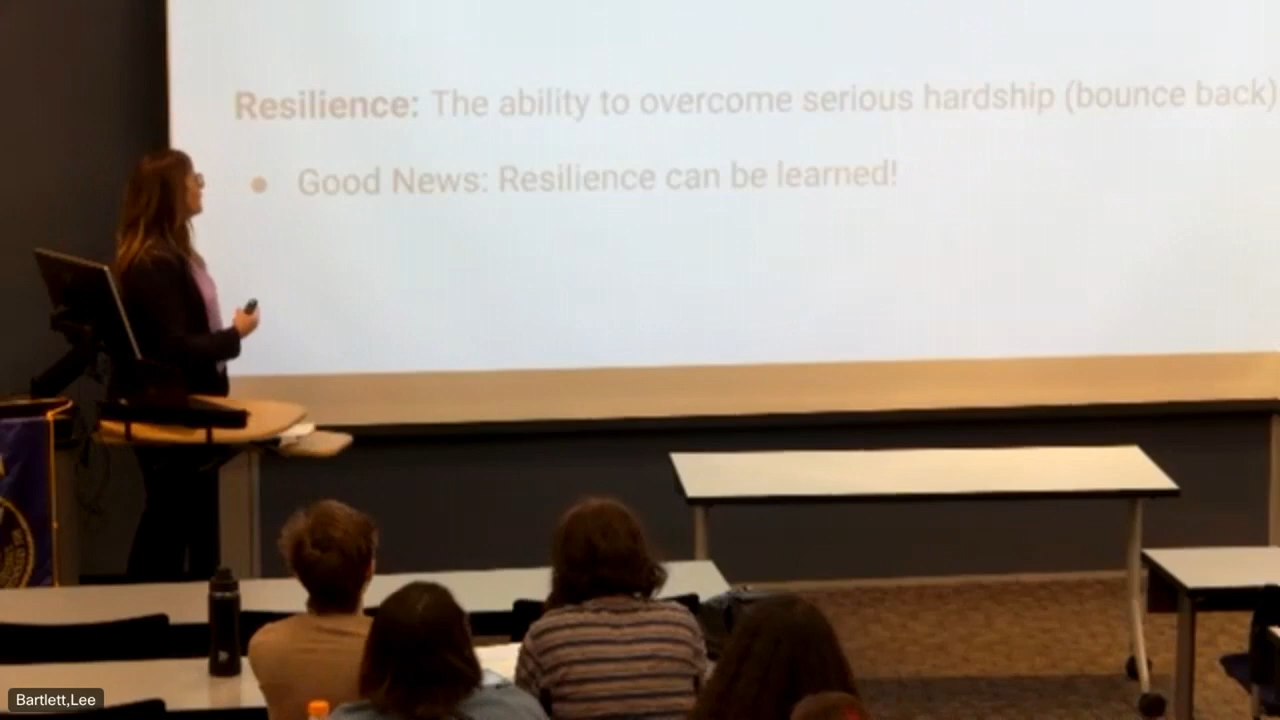 Resilience: The ability to overcome serious hardship (bounce back)
● Good News: Resilience can be learned!
Bartlett,Lee